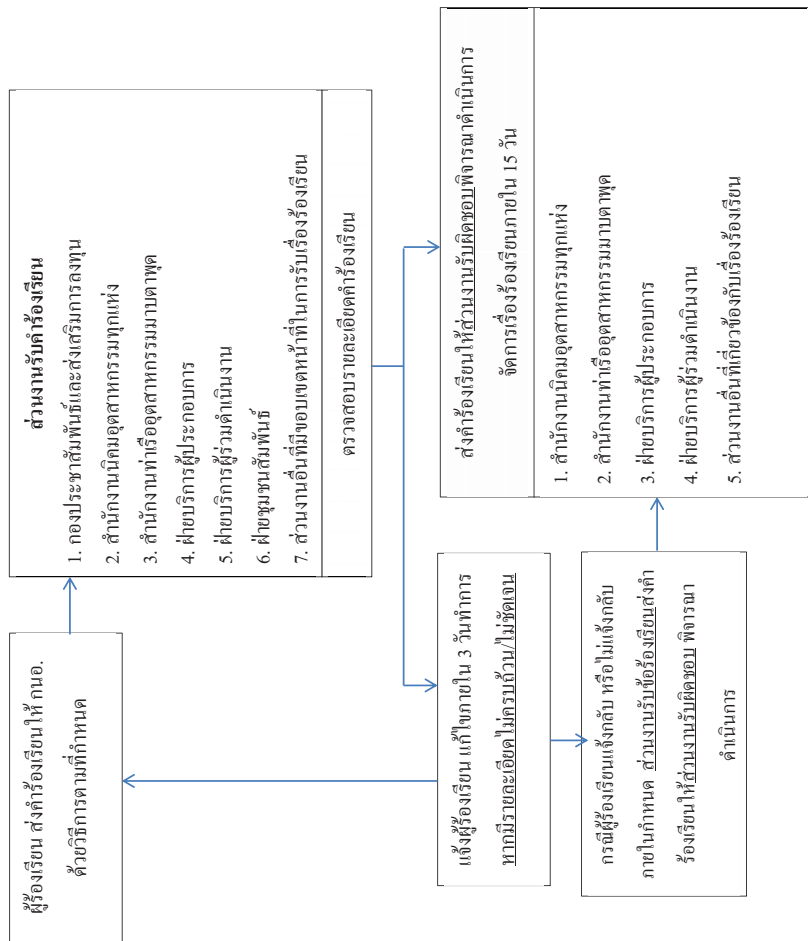 ผู้ร้องเรียน ส่งคำร้องเรียนให้ กนอ.
ด้วยวิธีการตามที่กำหนด
ส่วนงานรับคำร้องเรียน
1. กองประชาสัมพันธ์และส่งเสริมการลงทุน
2. สำนักงานนิคมอุตสาหกรรมทุกแห่ง
3. สำนักงานท่าเรืออุตสาหกรรมมาบตาพุด
4. ฝ่ายบริการผู้ประกอบการ
5. ฝ่ายบริการผู้ร่วมดำเนินงาน
6. ฝ่ายชุมชนสัมพันธ์
7. ส่วนงานอื่นที่มีขอบเขตหน้าที่ในการรับเรื่องร้องเรียน
ตรวจสอบรายละเอียดคำร้องเรียน
แจ้งผู้ร้องเรียน แก้ไขภายใน 3 วันทำการ
หากมีรายละเอียดไม่ครบถ้วน/ไม่ชัดเจน
กรณีผู้ร้องเรียนแจ้งกลับ หรือไม่แจ้งกลับ
ภายในกำหนด ส่วนงานรับข้อร้องเรียนส่งคำ
ร้องเรียนให้ส่วนงานรับผิดชอบ พิจารณา
ดำเนินการ
ส่งคำร้องเรียนให้ส่วนงานรับผิดชอบพิจารณาดำเนินการ
จัดการเรื่องร้องเรียนภายใน 15 วัน
1. สำนักงานนิคมอุตสาหกรรมทุกแห่ง
2. สำนักงานท่าเรืออุตสาหกรรมมาบตาพุด
3. ฝ่ายบริการผู้ประกอบการ
4. ฝ่ายบริการผู้ร่วมดำเนินงาน
5. ส่วนงานอื่นที่เกี่ยวข้องกับเรื่องร้องเรียน